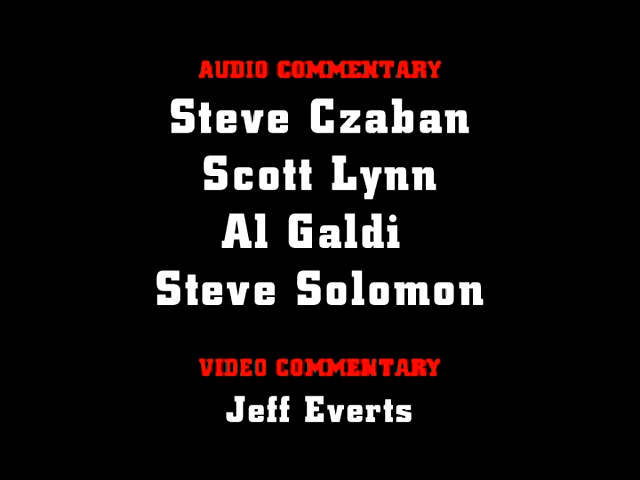 AUDIO COMMENTARY
Steve Czaban
Scott Lynn
Al Galdi
Steve Solomon
VIDEO COMMENTARY
Jeff Everts